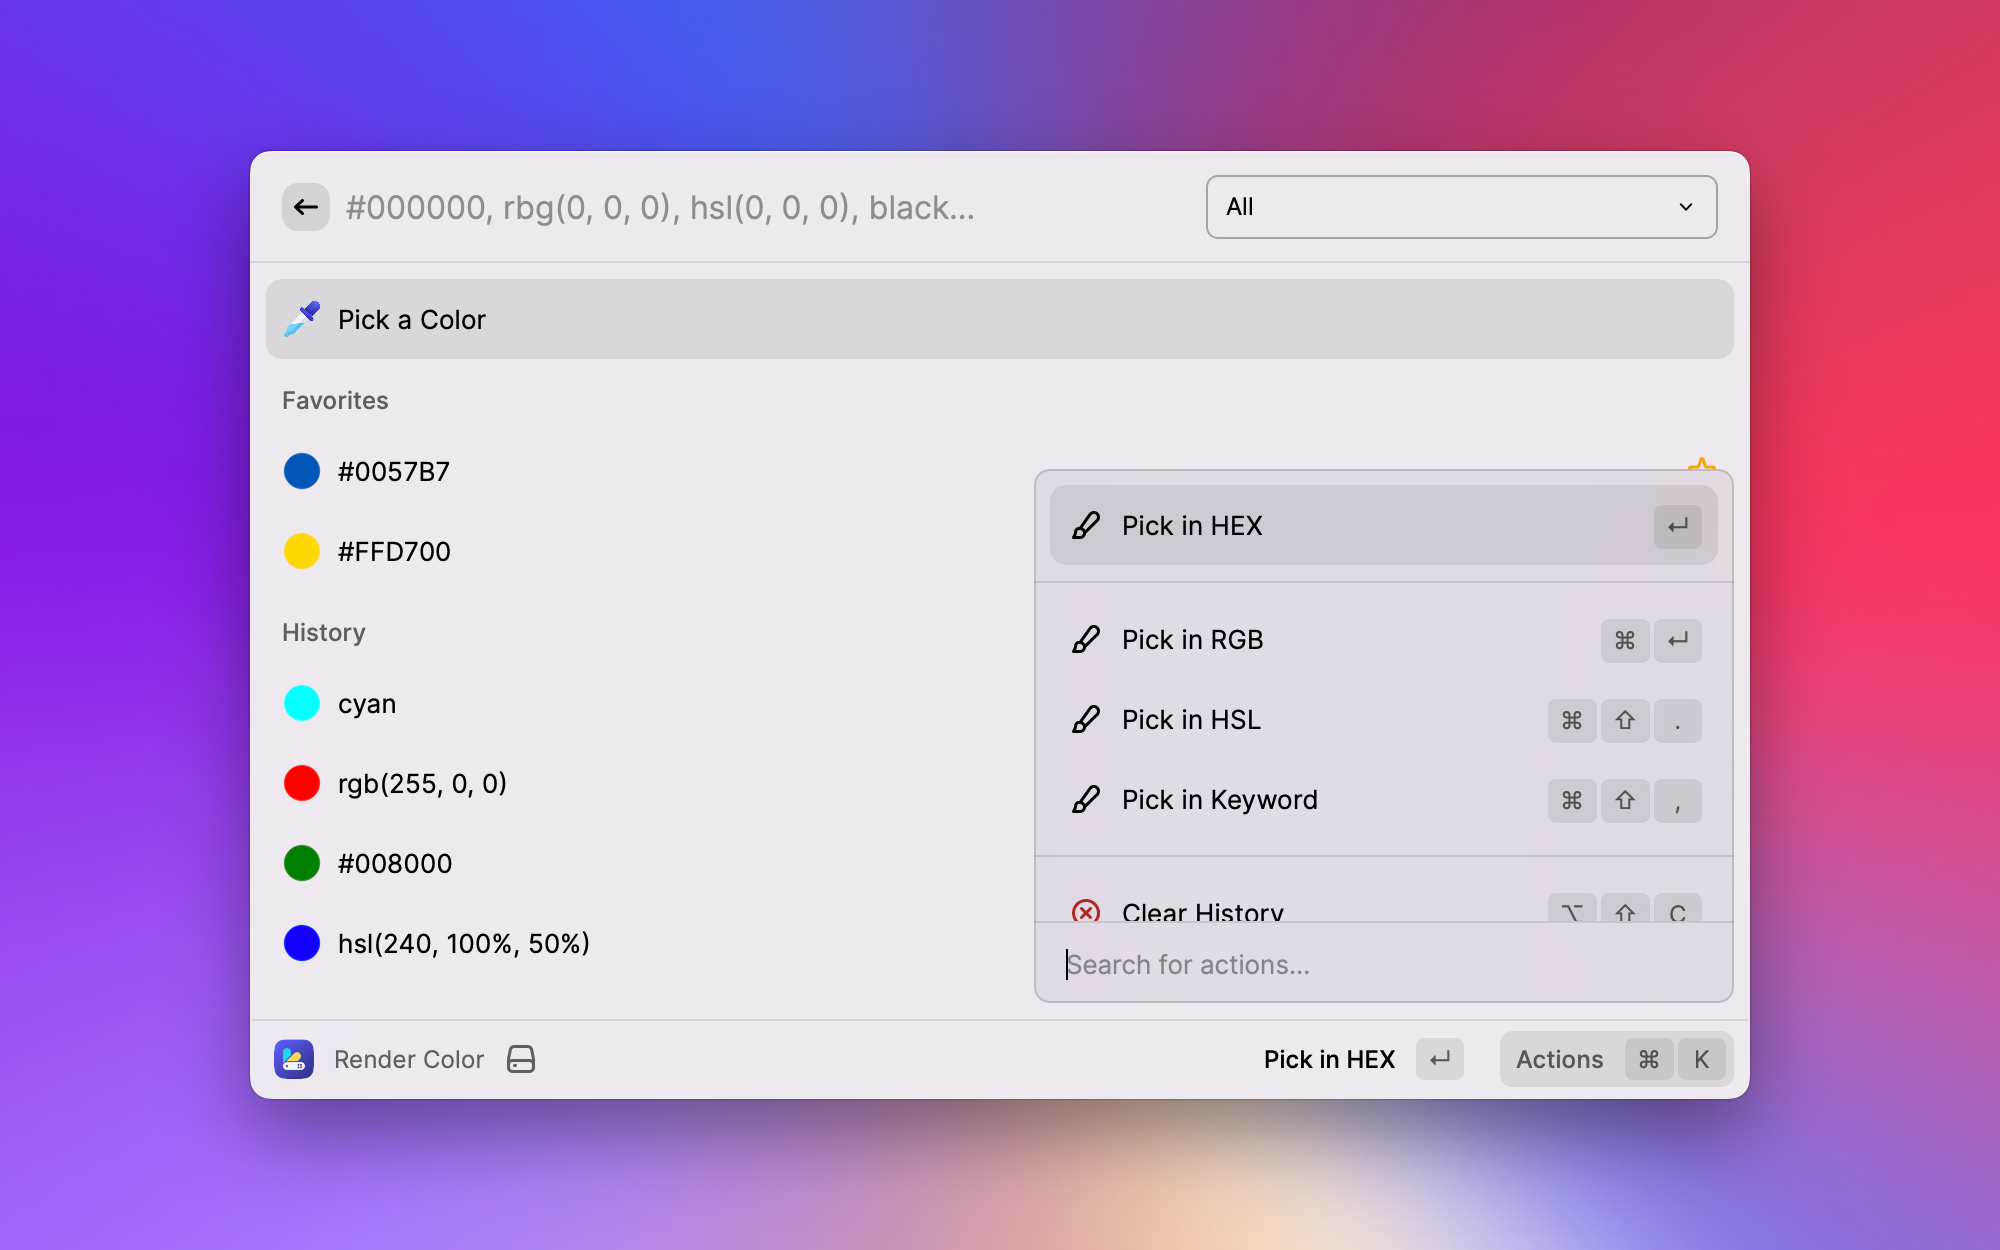 #000000, rbg(0, 0, 0), hsl(0, 0, 0), black...
All
Pick a Color
Favorites
#0057B7
#FFD700
History
cyan
rgb(255, 0, 0)
#008000
hsl(240, 100%, 50%)
Pick in HEX ↵
Pick in RGB ⌘ ↵
Pick in HSL ⌘ ⇧ .
Pick in Keyword ⌘ ⇧ ,
Clear History ⌥ ⇧ C
Search for actions...
Render Color
Pick in HEX ↵
Actions ⌘ K